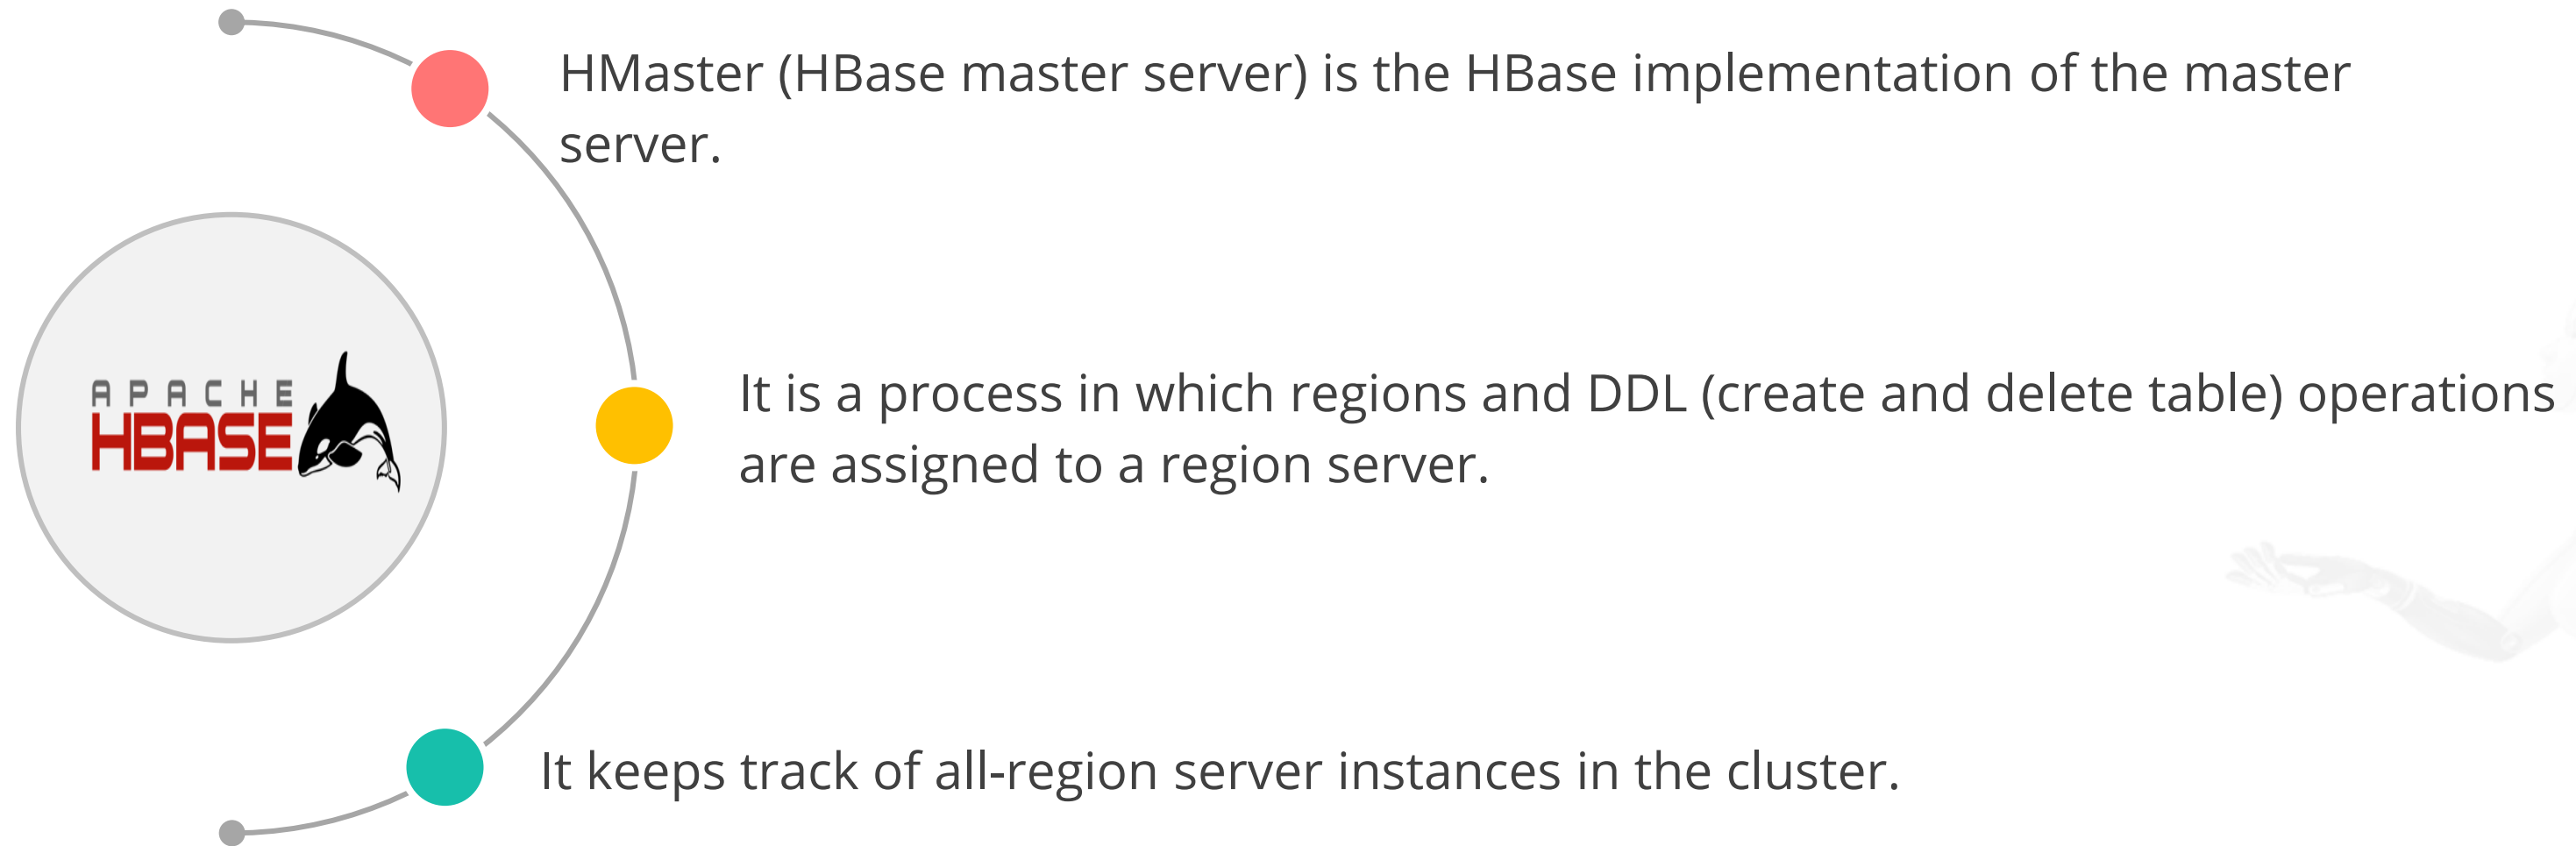 HMaster (HBase master server) is the HBase implementation of the master
server.
APACHE
HBASE
It is a process in which regions and DDL (create and delete table) operations
are assigned to a region server.
It keeps track of all-region server instances in the cluster.